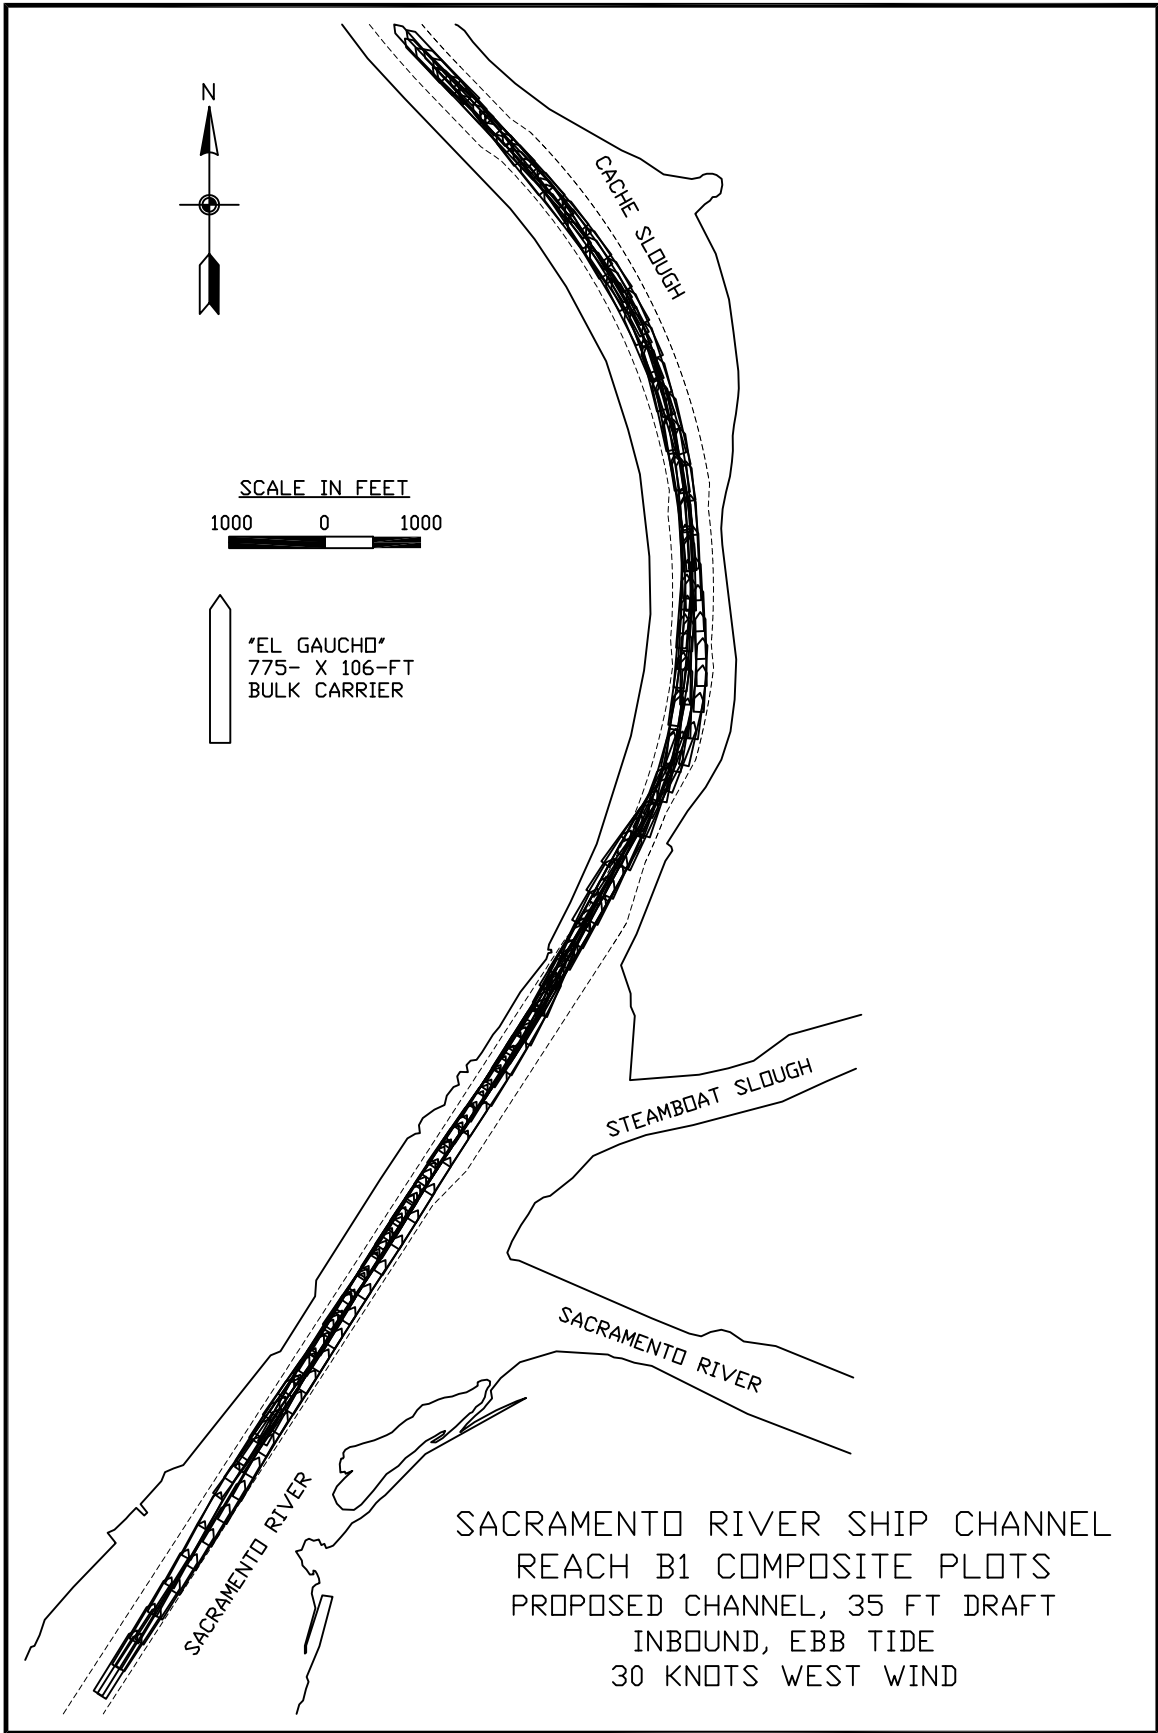 N
CACHE SLOUGH
SCALE IN FEET
1000 0 1000
"EL GAUCHO"
775- X 106-FT
BULK CARRIER
STEAMBOAT SLOUGH
SACRAMENTO RIVER
SACRAMENTO RIVER
SACRAMENTO RIVER SHIP CHANNEL
REACH B1 COMPOSITE PLOTS
PROPOSED CHANNEL, 35 FT DRAFT
INBOUND, EBB TIDE
30 KNOTS WEST WIND